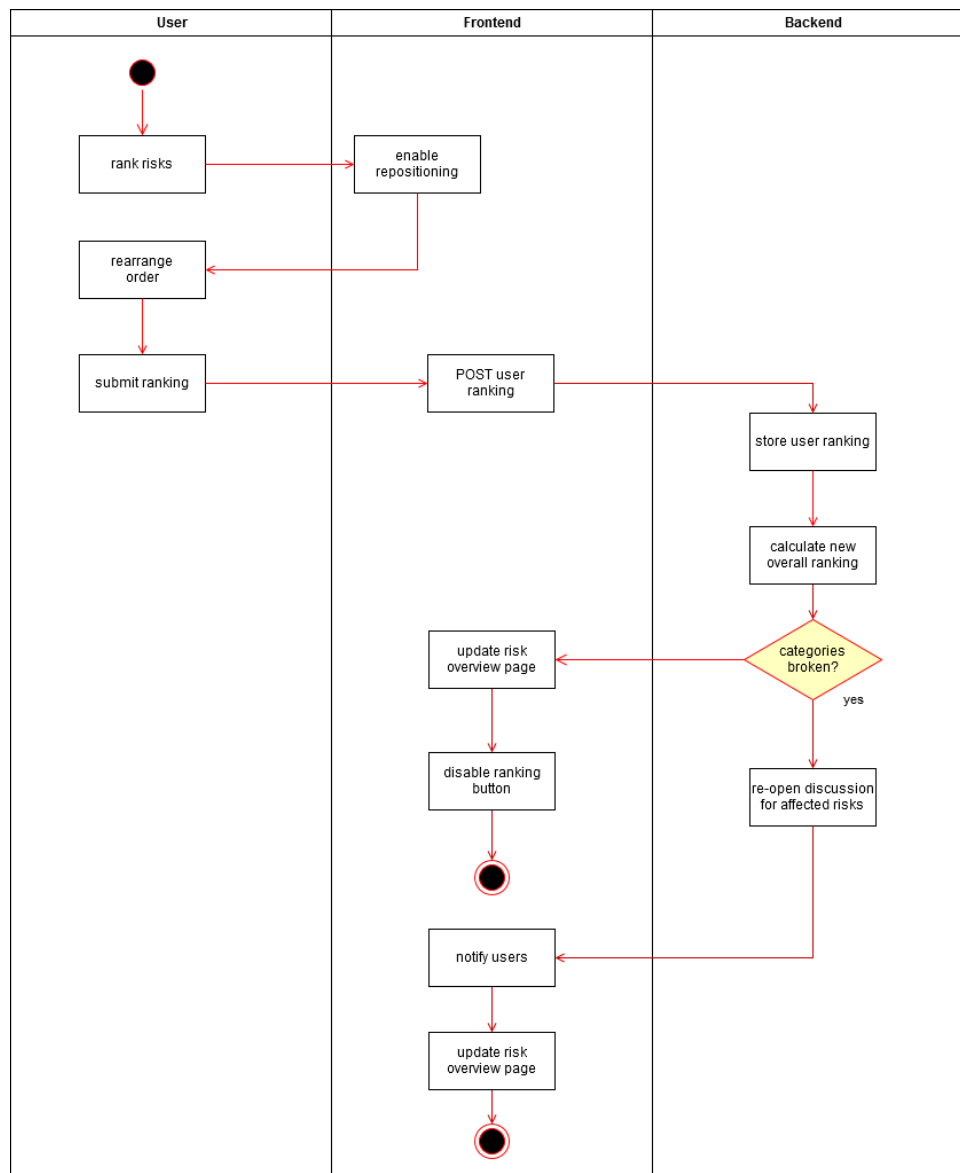 User
Frontend
Backend
rank risks
enable
repositioning
rearrange
order
submit ranking
POST user
ranking
store user ranking
calculate new
overall ranking
update risk
overview page
categories
broken?
yes
disable ranking
button
re-open discussion
for affected risks
notify users
update risk
overview page